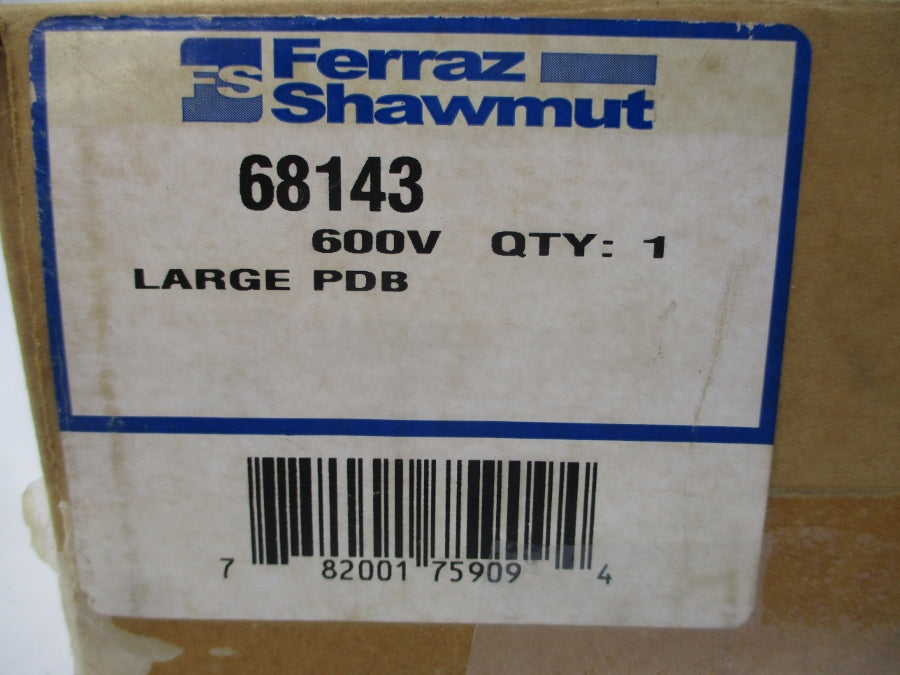 FS Ferraz
Shawmut
68143
600V QTY: 1
LARGE PDB
7 82001 75909 4